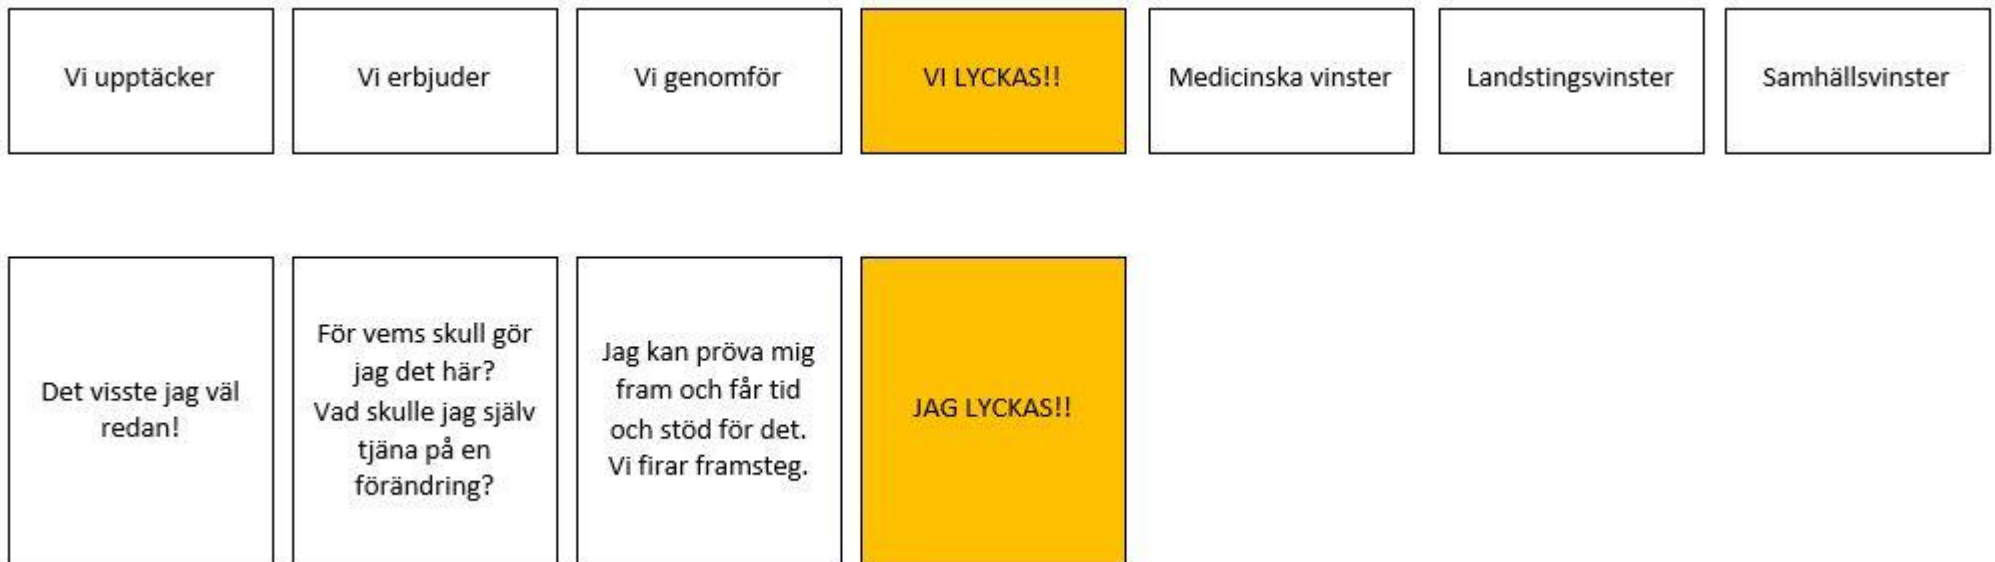 Vi upptäcker
Vi erbjuder
Vi genomför
VI LYCKAS!!
Medicinska vinster
Landstingsvinster
Samhällsvinster
Det visste jag väl
redan!
För vems skull gör
jag det här?
Vad skulle jag själv
tjäna på en
förändring?
Jag kan pröva mig
fram och får tid
och stöd för det.
Vi firar framsteg.
JAG LYCKAS!!